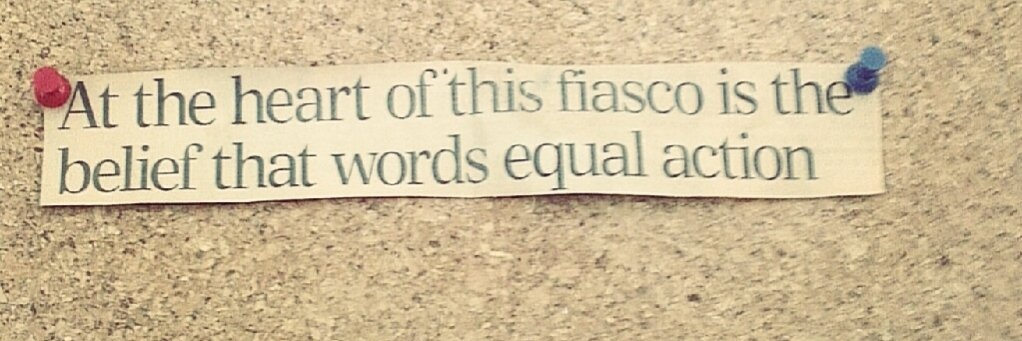 At the heart of this fiasco is the
belief that words equal action